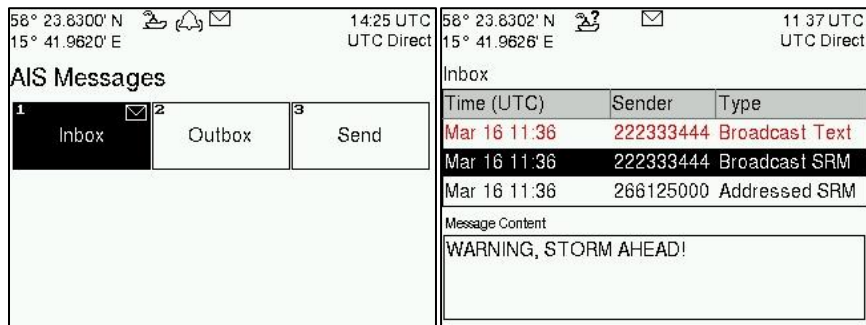 58° 23.8300' N 14:25 UTC
15° 41.9620' E UTC Direct
AIS Messages
1 Inbox 2 Outbox 3 Send
58° 23.8302' N ? 11 37 UTC
15° 41.9626' E UTC Direct
Inbox
Time (UTC) Sender Type
Mar 16 11:36 222333444 Broadcast Text
Mar 16 11:36 222333444 Broadcast SRM
Mar 16 11:36 266125000 Addressed SRM
Message Content
WARNING, STORM AHEAD!